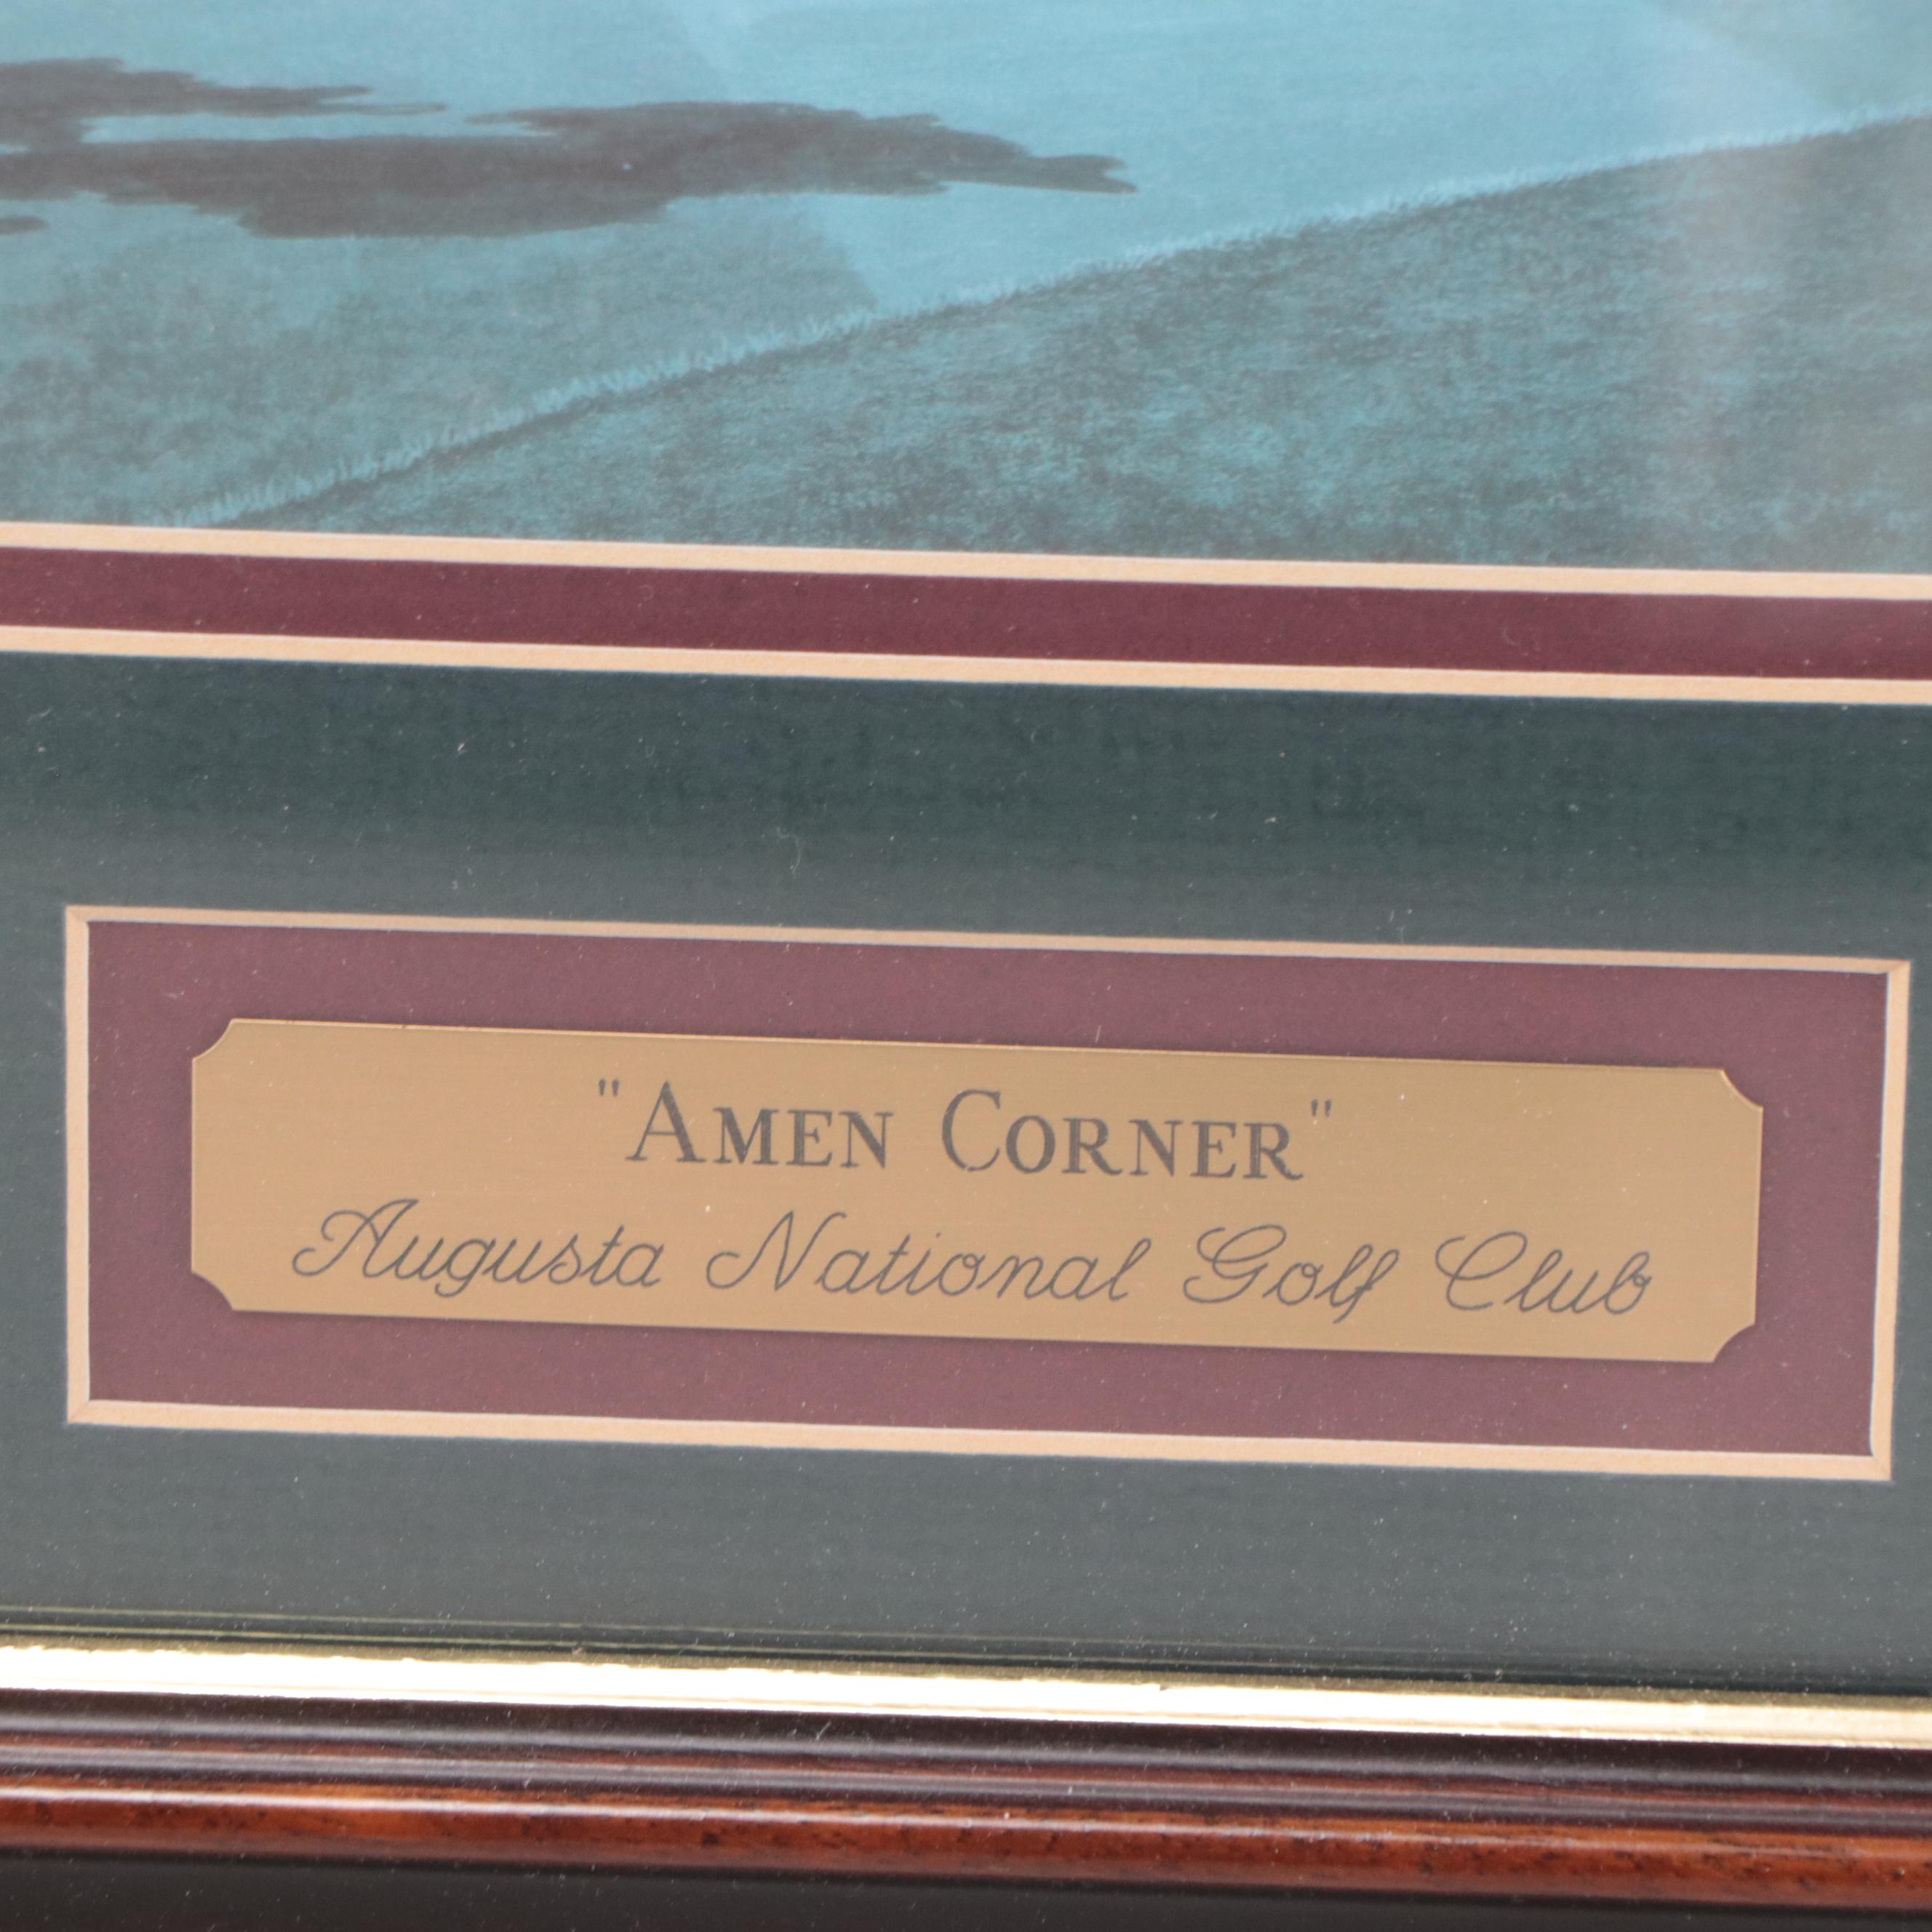 "AMEN CORNER"
Augusta National Golf Club